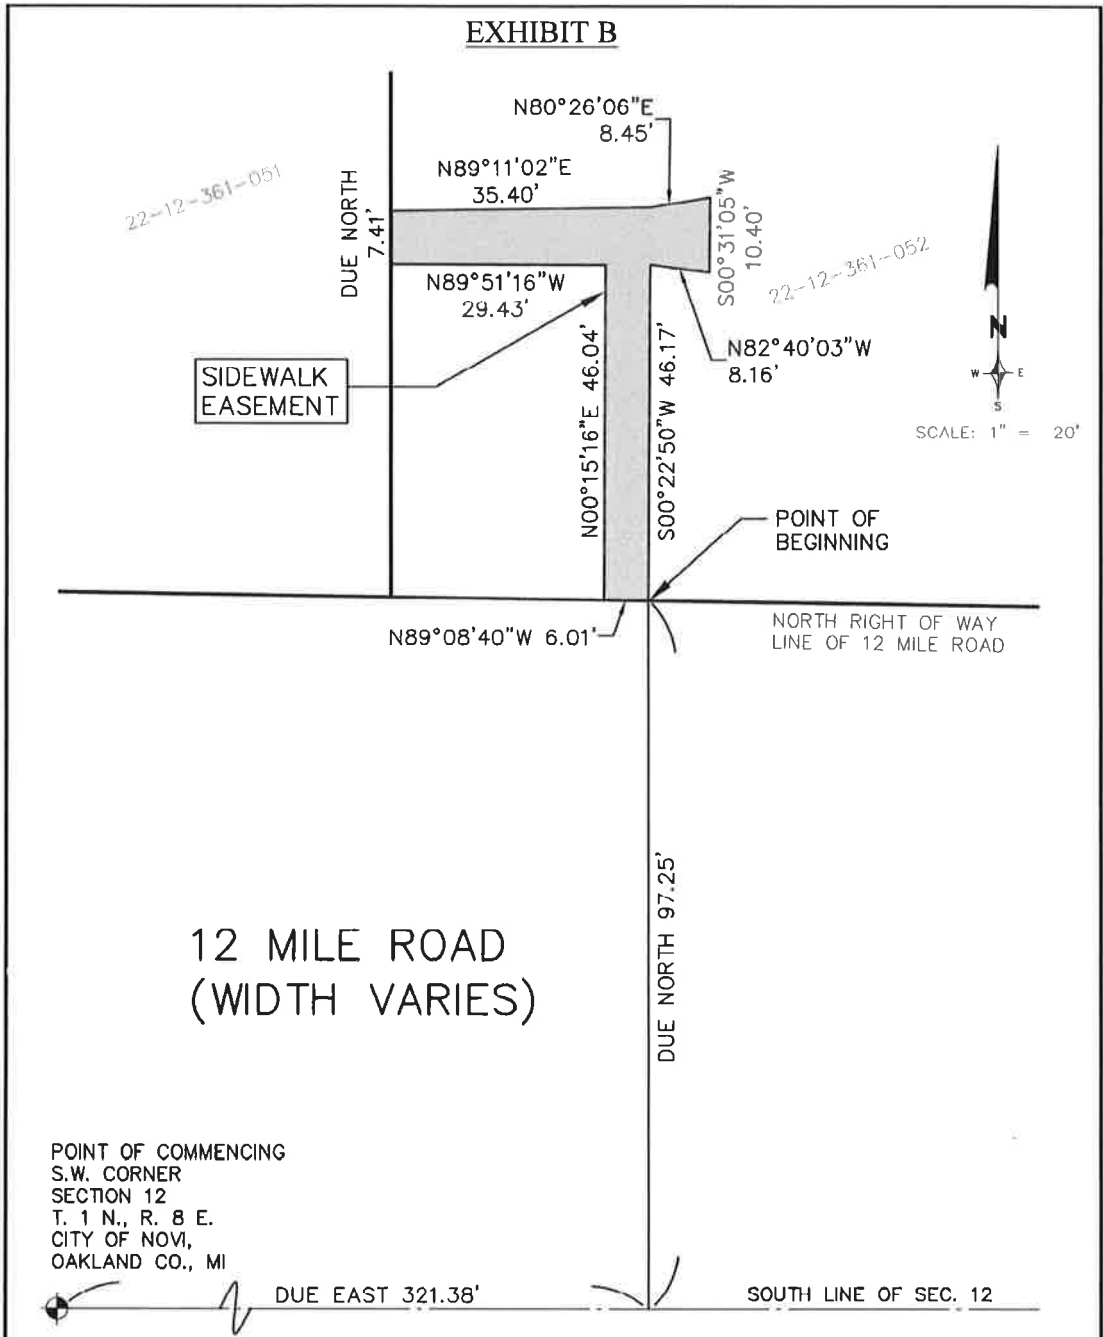 EXHIBIT B
N80°26'06"E
8.45'
N89°11'02"E
35.40'
22-12-361-051
DUE NORTH
7.41'
S00°31'05"W
10.40'
22-12-361-052
N89°51'16"W
29.43'
N82°40'03"W
8.16'
SIDEWALK
EASEMENT
N00°15'16"E 46.04'
S00°22'50"W 46.17'
N
W E
S
SCALE: 1" = 20'
POINT OF
BEGINNING
N89°08'40"W 6.01'
NORTH RIGHT OF WAY
LINE OF 12 MILE ROAD
DUE NORTH 97.25'
12 MILE ROAD
(WIDTH VARIES)
POINT OF COMMENCING
S.W. CORNER
SECTION 12
T. 1 N., R. 8 E.
CITY OF NOVI,
OAKLAND CO., MI
DUE EAST 321.38'
SOUTH LINE OF SEC. 12